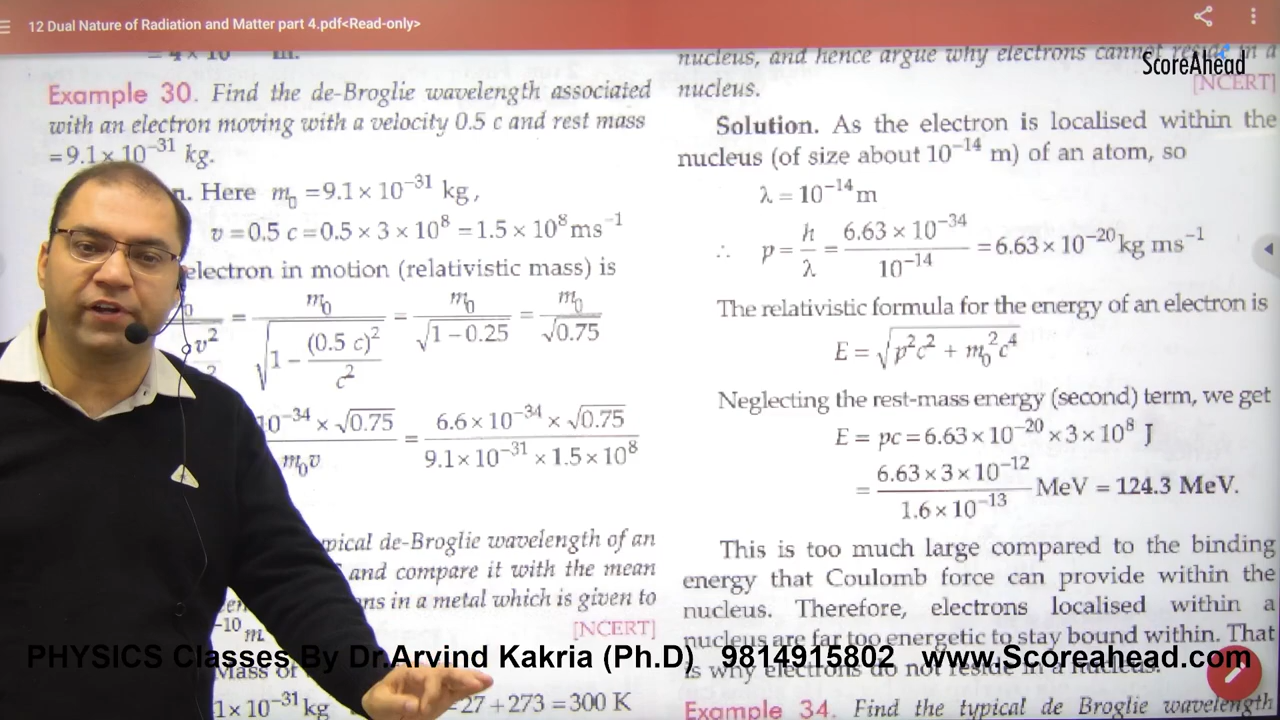 12 Dual Nature of Radiation and Matter part 4.pdf<Read-only>
ScoreAhead
= 4 × 10 m.
Example 30. Find the de-Broglie wavelength associated
with an electron moving with a velocity 0.5 c and rest mass
= 9.1 × 10⁻³¹ kg.
n. Here m₀ = 9.1 × 10⁻³¹ kg,
v = 0.5 c = 0.5 × 3 × 10⁸ = 1.5 × 10⁸ ms⁻¹
electron in motion (relativistic mass) is
= m₀ / √(1 − (0.5 c)²/c²) = m₀ / √(1 − 0.25) = m₀ / √0.75
10⁻³⁴ × √0.75 / m₀v = 6.6 × 10⁻³⁴ × √0.75 / 9.1 × 10⁻³¹ × 1.5 × 10⁸
pical de-Broglie wavelength of an
and compare it with the mean
ns in a metal which is given to
⁻¹⁰ m
[NCERT]
Mass of
1 × 10⁻³¹ kg
= 27 + 273 = 300 K
nucleus, and hence argue why electrons cannot reside in a
nucleus.
[NCERT]
Solution. As the electron is localised within the
nucleus (of size about 10⁻¹⁴ m) of an atom, so
λ = 10⁻¹⁴ m
∴ p = h/λ = 6.63 × 10⁻³⁴ / 10⁻¹⁴ = 6.63 × 10⁻²⁰ kg ms⁻¹
The relativistic formula for the energy of an electron is
E = √(p²c² + m₀²c⁴)
Neglecting the rest-mass energy (second) term, we get
E = pc = 6.63 × 10⁻²⁰ × 3 × 10⁸ J
= 6.63 × 3 × 10⁻¹² / 1.6 × 10⁻¹³ MeV = 124.3 MeV.
This is too much large compared to the binding
energy that Coulomb force can provide within the
nucleus. Therefore, electrons localised within a
nucleus are far too energetic to stay bound within. That
is why electrons do not reside in a nucleus.
Example 34. Find the typical de Broglie wavelength
PHYSICS Classes By Dr.Arvind Kakria (Ph.D) 9814915802 www.Scoreahead.com